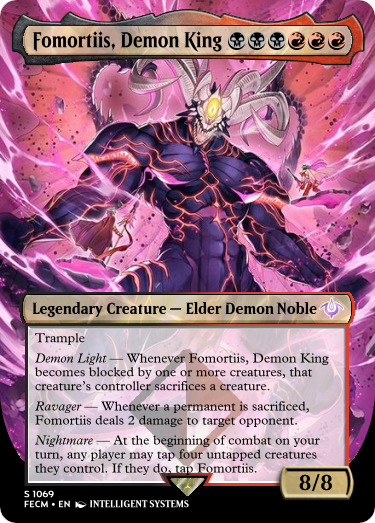 Fomortiis, Demon King
Legendary Creature — Elder Demon Noble
Trample
Demon Light — Whenever Fomortiis, Demon King
becomes blocked by one or more creatures, that
creature's controller sacrifices a creature.
Ravager — Whenever a permanent is sacrificed,
Fomortiis deals 2 damage to target opponent.
Nightmare — At the beginning of combat on your
turn, any player may tap four untapped creatures
they control. If they do, tap Fomortiis.
8/8
S 1069
FECM • EN INTELLIGENT SYSTEMS